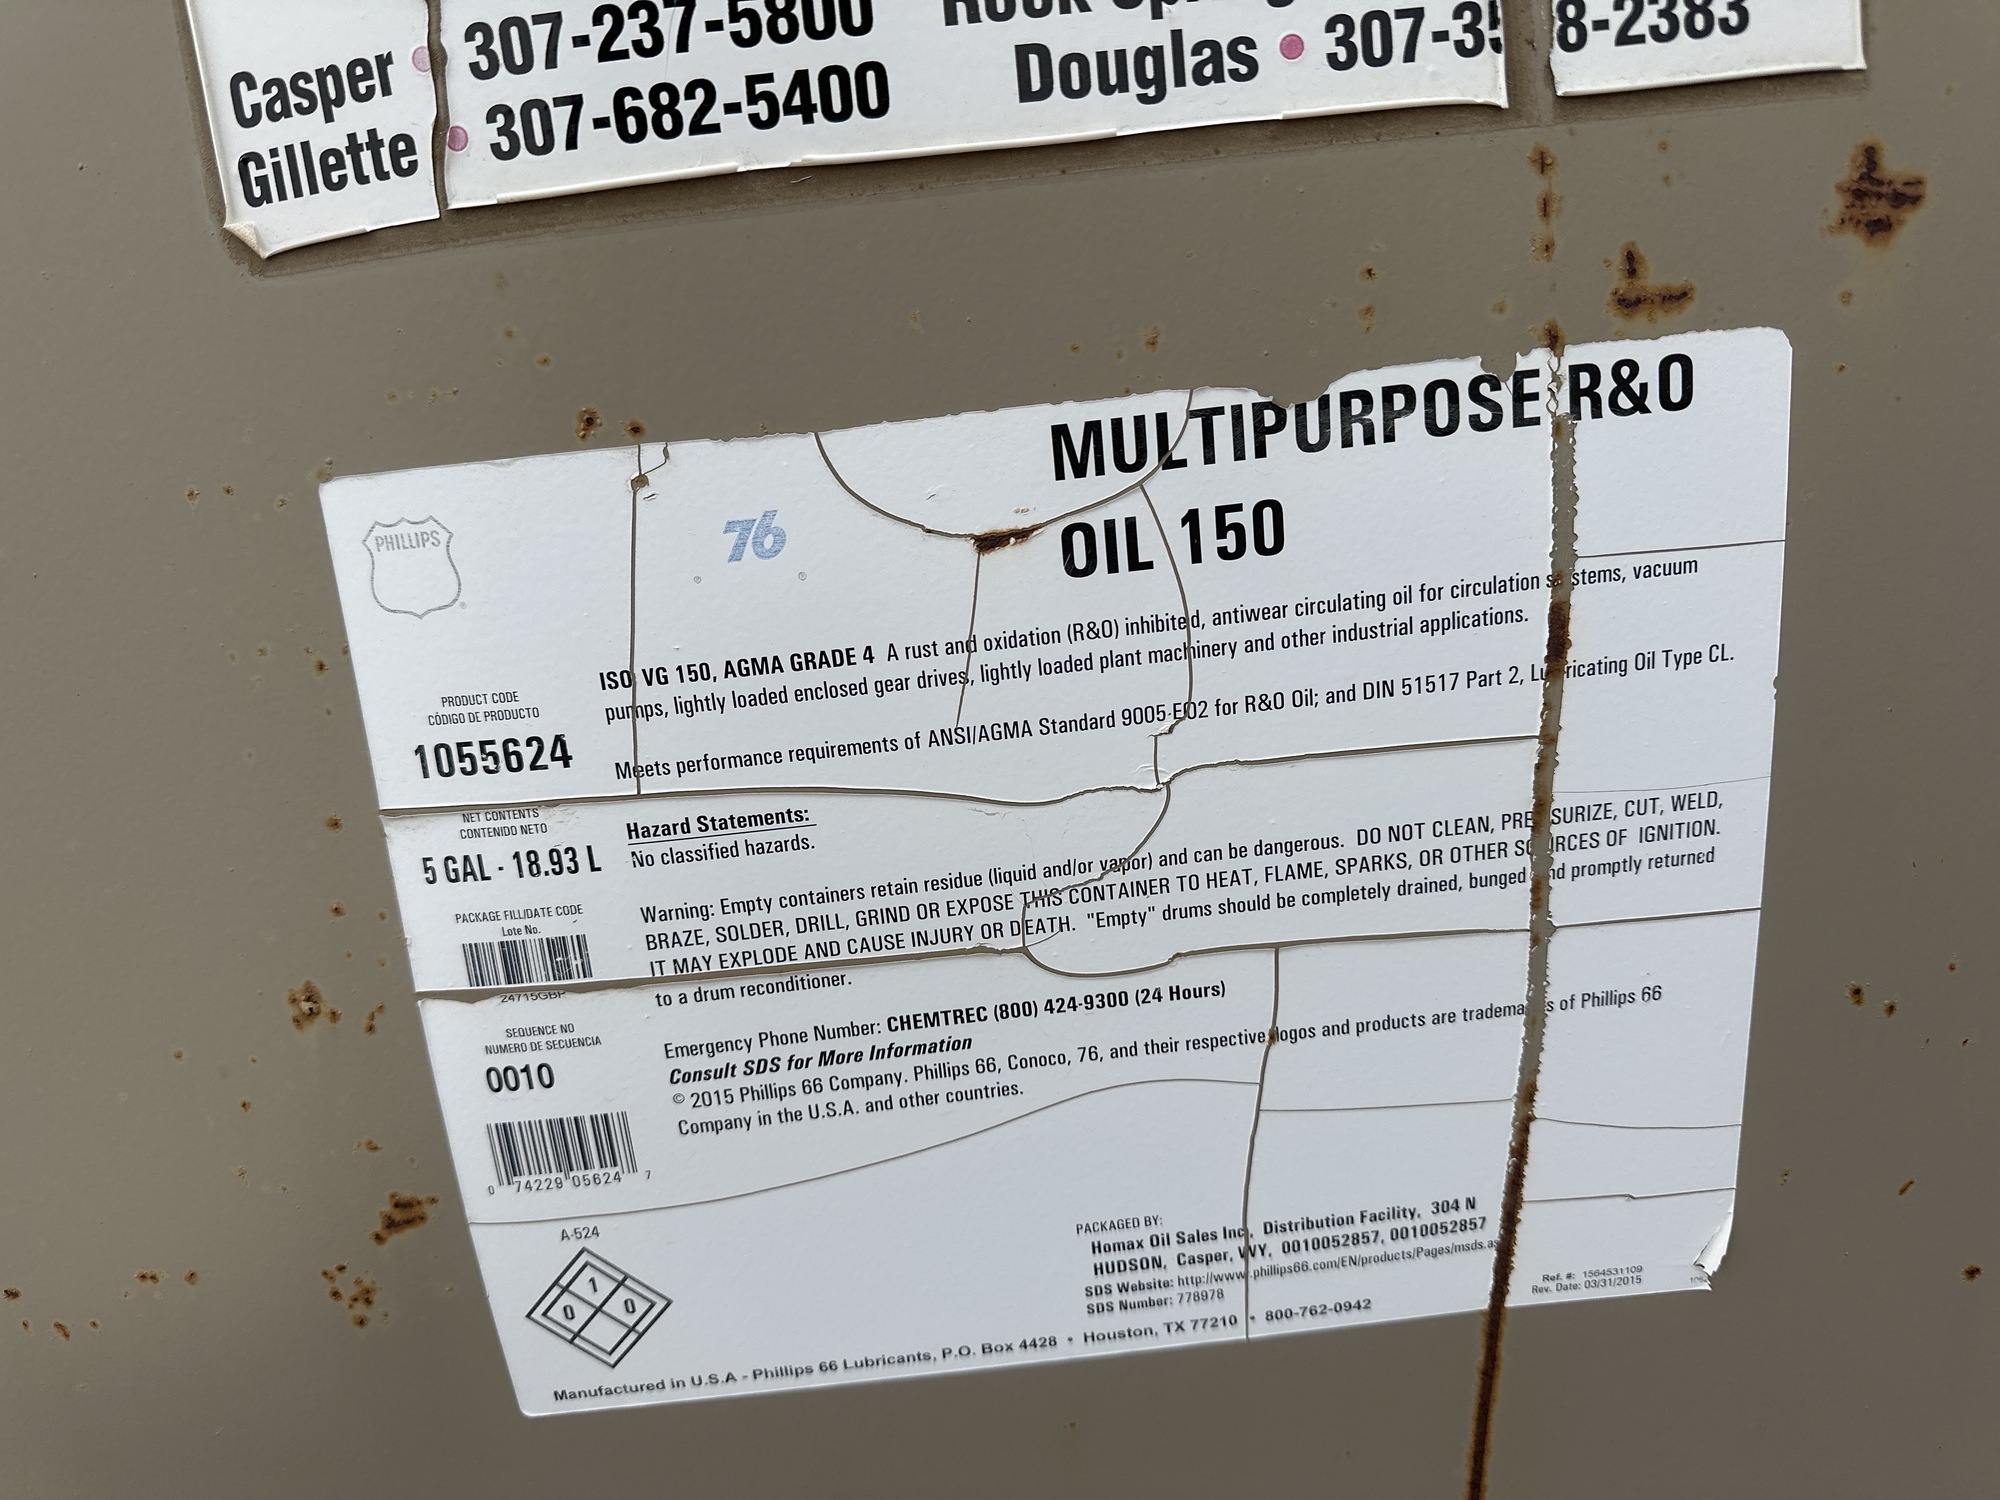 Casper • 307-237-5800
Gillette • 307-682-5400
Douglas • 307-35 8-2383
MULTIPURPOSE R&O
OIL 150
PHILLIPS
®
76
® ®
ISO VG 150, AGMA GRADE 4 A rust and oxidation (R&O) inhibited, antiwear circulating oil for circulation systems, vacuum
pumps, lightly loaded enclosed gear drives, lightly loaded plant machinery and other industrial applications.
Meets performance requirements of ANSI/AGMA Standard 9005-E02 for R&O Oil; and DIN 51517 Part 2, Lubricating Oil Type CL.
PRODUCT CODE
CÓDIGO DE PRODUCTO
1055624
NET CONTENTS
CONTENIDO NETO
5 GAL - 18.93 L
PACKAGE FILL/DATE CODE
Lote No.
24715GBP
SEQUENCE NO
NUMERO DE SECUENCIA
0010
0 74229 05624 7
Hazard Statements:
No classified hazards.
Warning: Empty containers retain residue (liquid and/or vapor) and can be dangerous. DO NOT CLEAN, PRESSURIZE, CUT, WELD,
BRAZE, SOLDER, DRILL, GRIND OR EXPOSE THIS CONTAINER TO HEAT, FLAME, SPARKS, OR OTHER SOURCES OF IGNITION.
IT MAY EXPLODE AND CAUSE INJURY OR DEATH. "Empty" drums should be completely drained, bunged and promptly returned
to a drum reconditioner.
Emergency Phone Number: CHEMTREC (800) 424-9300 (24 Hours)
Consult SDS for More Information
© 2015 Phillips 66 Company. Phillips 66, Conoco, 76, and their respective logos and products are trademarks of Phillips 66
Company in the U.S.A. and other countries.
A-524
1
0 0
PACKAGED BY:
Homax Oil Sales Inc, Distribution Facility, 304 N
HUDSON, Casper, WY, 0010052857, 0010052857
SDS Website: http://www.phillips66.com/EN/products/Pages/msds.as
SDS Number: 778978
Ref. #: 1564531109
Rev. Date: 03/31/2015
Manufactured in U.S.A - Phillips 66 Lubricants, P.O. Box 4428 • Houston, TX 77210 • 800-762-0942